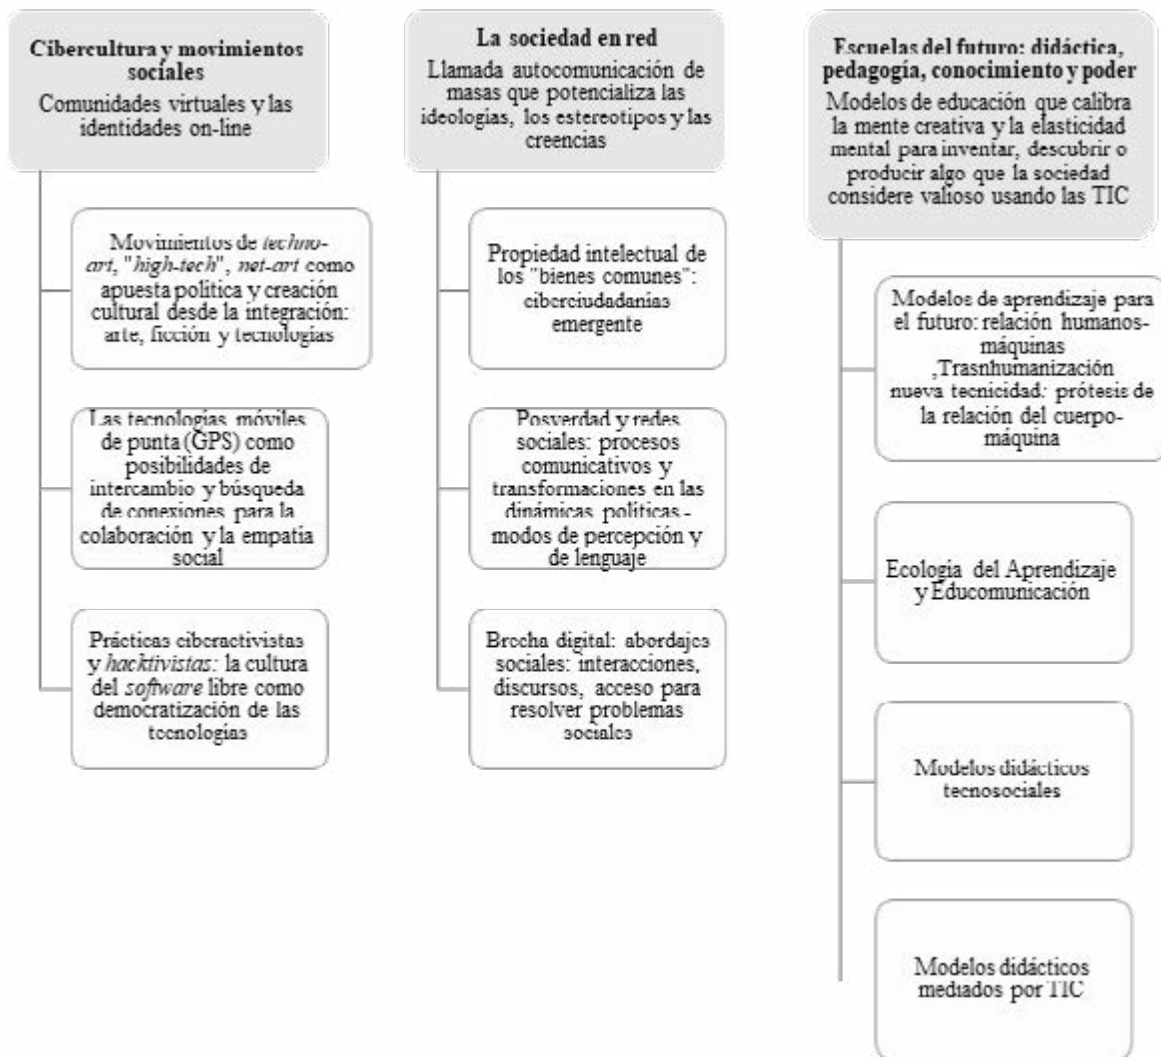 Cibercultura y movimientos
sociales
Comunidades virtuales y las
identidades on-line
Movimientos de techno-
art, "high-tech", net-art como
apuesta política y creación
cultural desde la integración:
arte, ficción y tecnologías
Las tecnologías móviles
de punta (GPS) como
posibilidades de
intercambio y búsqueda
de conexiones para la
colaboración y la empatía
social
Prácticas ciberactivistas
y hacktivistas: la cultura
del software libre como
democratización de las
tecnologías
La sociedad en red
Llamada autocomunicación de
masas que potencializa las
ideologías, los estereotipos y las
creencias
Propiedad intelectual de
los "bienes comunes":
ciberciudadanías
emergente
Posverdad y redes
sociales: procesos
comunicativos y
transformaciones en las
dinámicas políticas -
modos de percepción y
de lenguaje
Brecha digital: abordajes
sociales: interacciones,
discursos, acceso para
resolver problemas
sociales
Escuelas del futuro: didáctica,
pedagogía, conocimiento y poder
Modelos de educación que calibra
la mente creativa y la elasticidad
mental para inventar, descubrir o
producir algo que la sociedad
considere valioso usando las TIC
Modelos de aprendizaje para
el futuro: relación humanos-
máquinas
,Trasnhumanización
nueva tecnicidad: prótesis de
la relación del cuerpo-
máquina
Ecología del Aprendizaje
y Educomunicación
Modelos didácticos
tecnosociales
Modelos didácticos
mediados por TIC